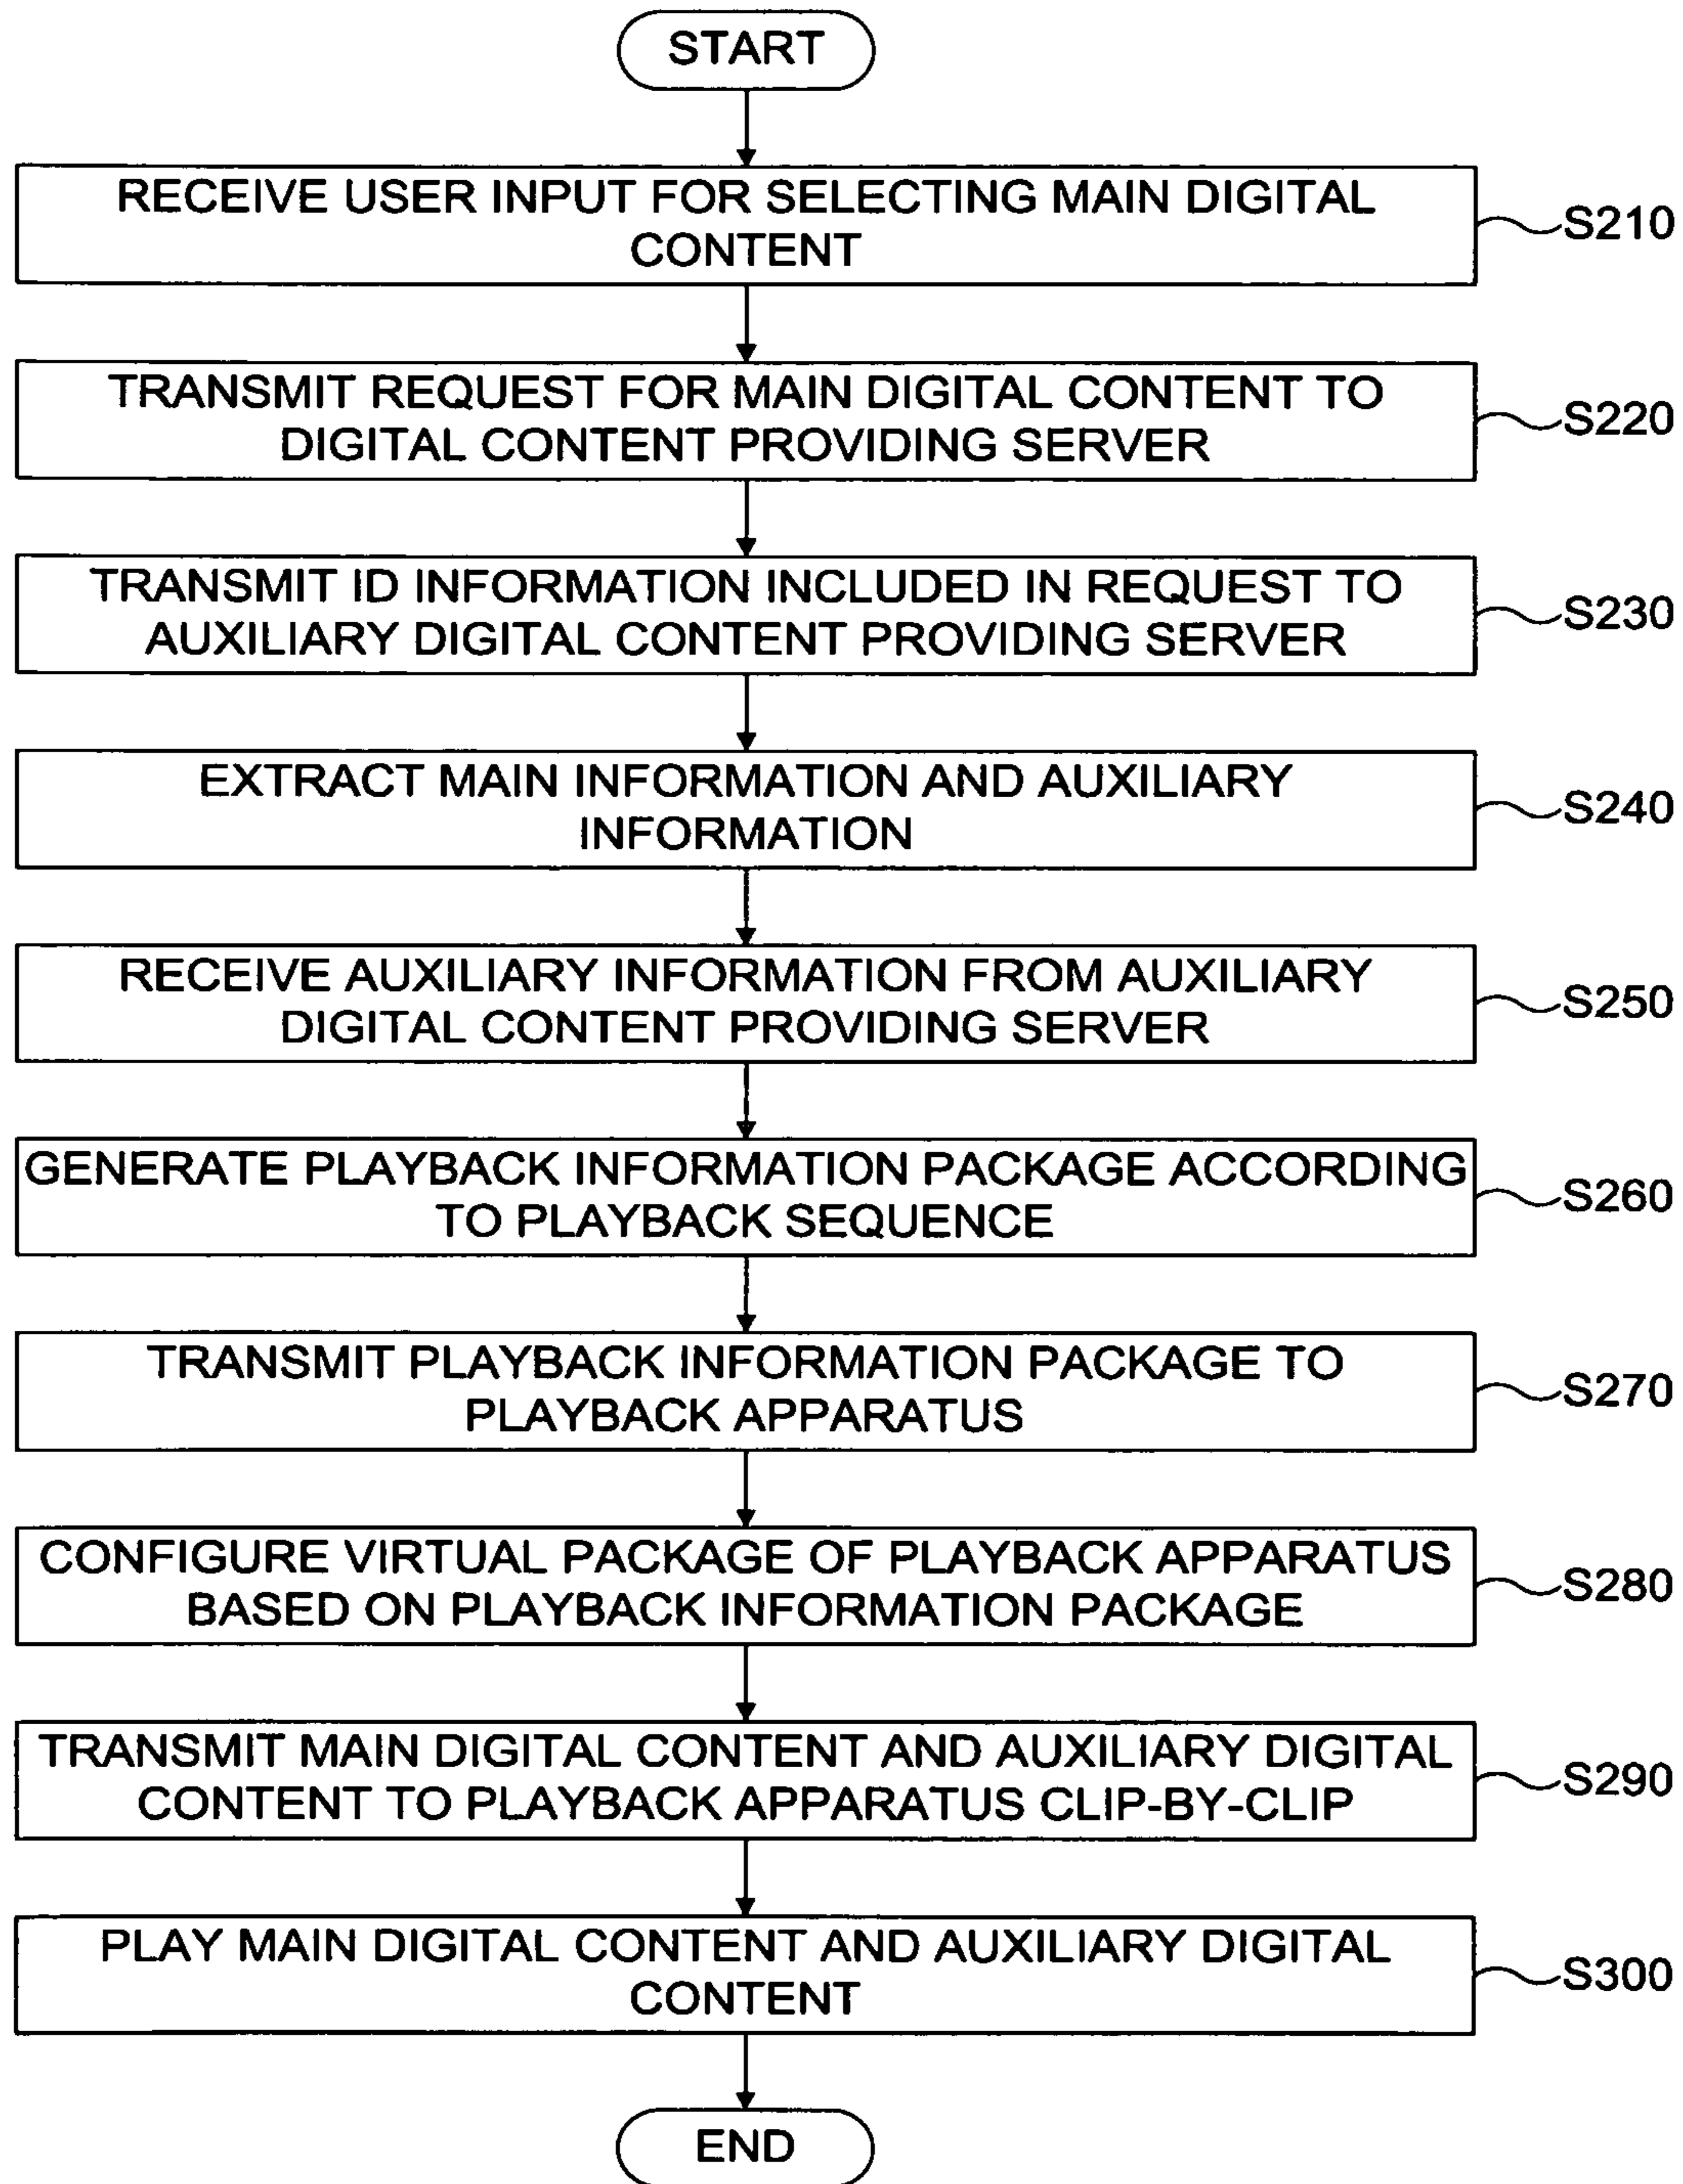 START
RECEIVE USER INPUT FOR SELECTING MAIN DIGITAL
CONTENT
S210
TRANSMIT REQUEST FOR MAIN DIGITAL CONTENT TO
DIGITAL CONTENT PROVIDING SERVER
S220
TRANSMIT ID INFORMATION INCLUDED IN REQUEST TO
AUXILIARY DIGITAL CONTENT PROVIDING SERVER
S230
EXTRACT MAIN INFORMATION AND AUXILIARY
INFORMATION
S240
RECEIVE AUXILIARY INFORMATION FROM AUXILIARY
DIGITAL CONTENT PROVIDING SERVER
S250
GENERATE PLAYBACK INFORMATION PACKAGE ACCORDING
TO PLAYBACK SEQUENCE
S260
TRANSMIT PLAYBACK INFORMATION PACKAGE TO
PLAYBACK APPARATUS
S270
CONFIGURE VIRTUAL PACKAGE OF PLAYBACK APPARATUS
BASED ON PLAYBACK INFORMATION PACKAGE
S280
TRANSMIT MAIN DIGITAL CONTENT AND AUXILIARY DIGITAL
CONTENT TO PLAYBACK APPARATUS CLIP-BY-CLIP
S290
PLAY MAIN DIGITAL CONTENT AND AUXILIARY DIGITAL
CONTENT
S300
END